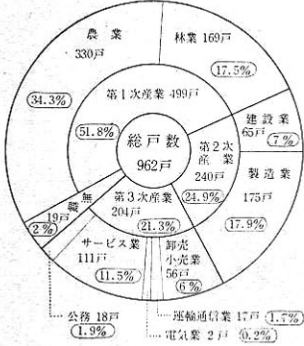 農業
330戸
34.3%
林業 169戸
17.5%
建設業
65戸
7%
製造業
175戸
17.9%
第1次産業 499戸
51.8%
総戸数
962戸
第2次
産業
240戸
24.9%
第3次産業
204戸
21.3%
無職
19戸
2%
サービス業
111戸
11.5%
卸売
小売業
56戸
6%
公務 18戸
1.9%
運輸通信業 17戸 1.7%
電気業 2戸 0.2%